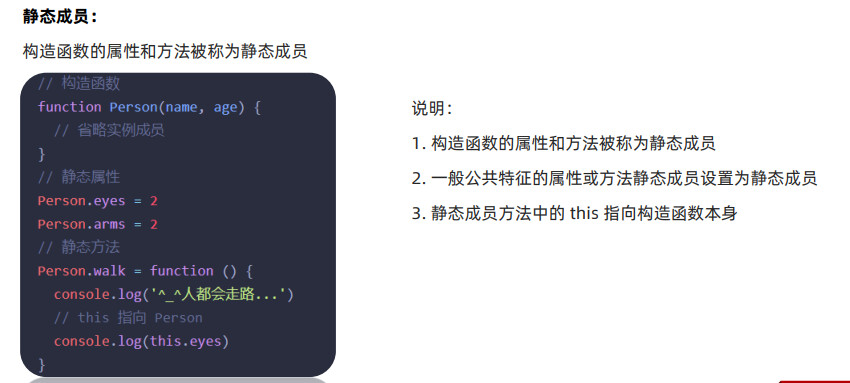 静态成员：
构造函数的属性和方法被称为静态成员
// 构造函数
function Person(name, age) {
  // 省略实例成员
}
// 静态属性
Person.eyes = 2
Person.arms = 2
// 静态方法
Person.walk = function () {
  console.log('^_^人都会走路...')
  // this 指向 Person
  console.log(this.eyes)
}
说明：
1. 构造函数的属性和方法被称为静态成员
2. 一般公共特征的属性或方法静态成员设置为静态成员
3. 静态成员方法中的 this 指向构造函数本身